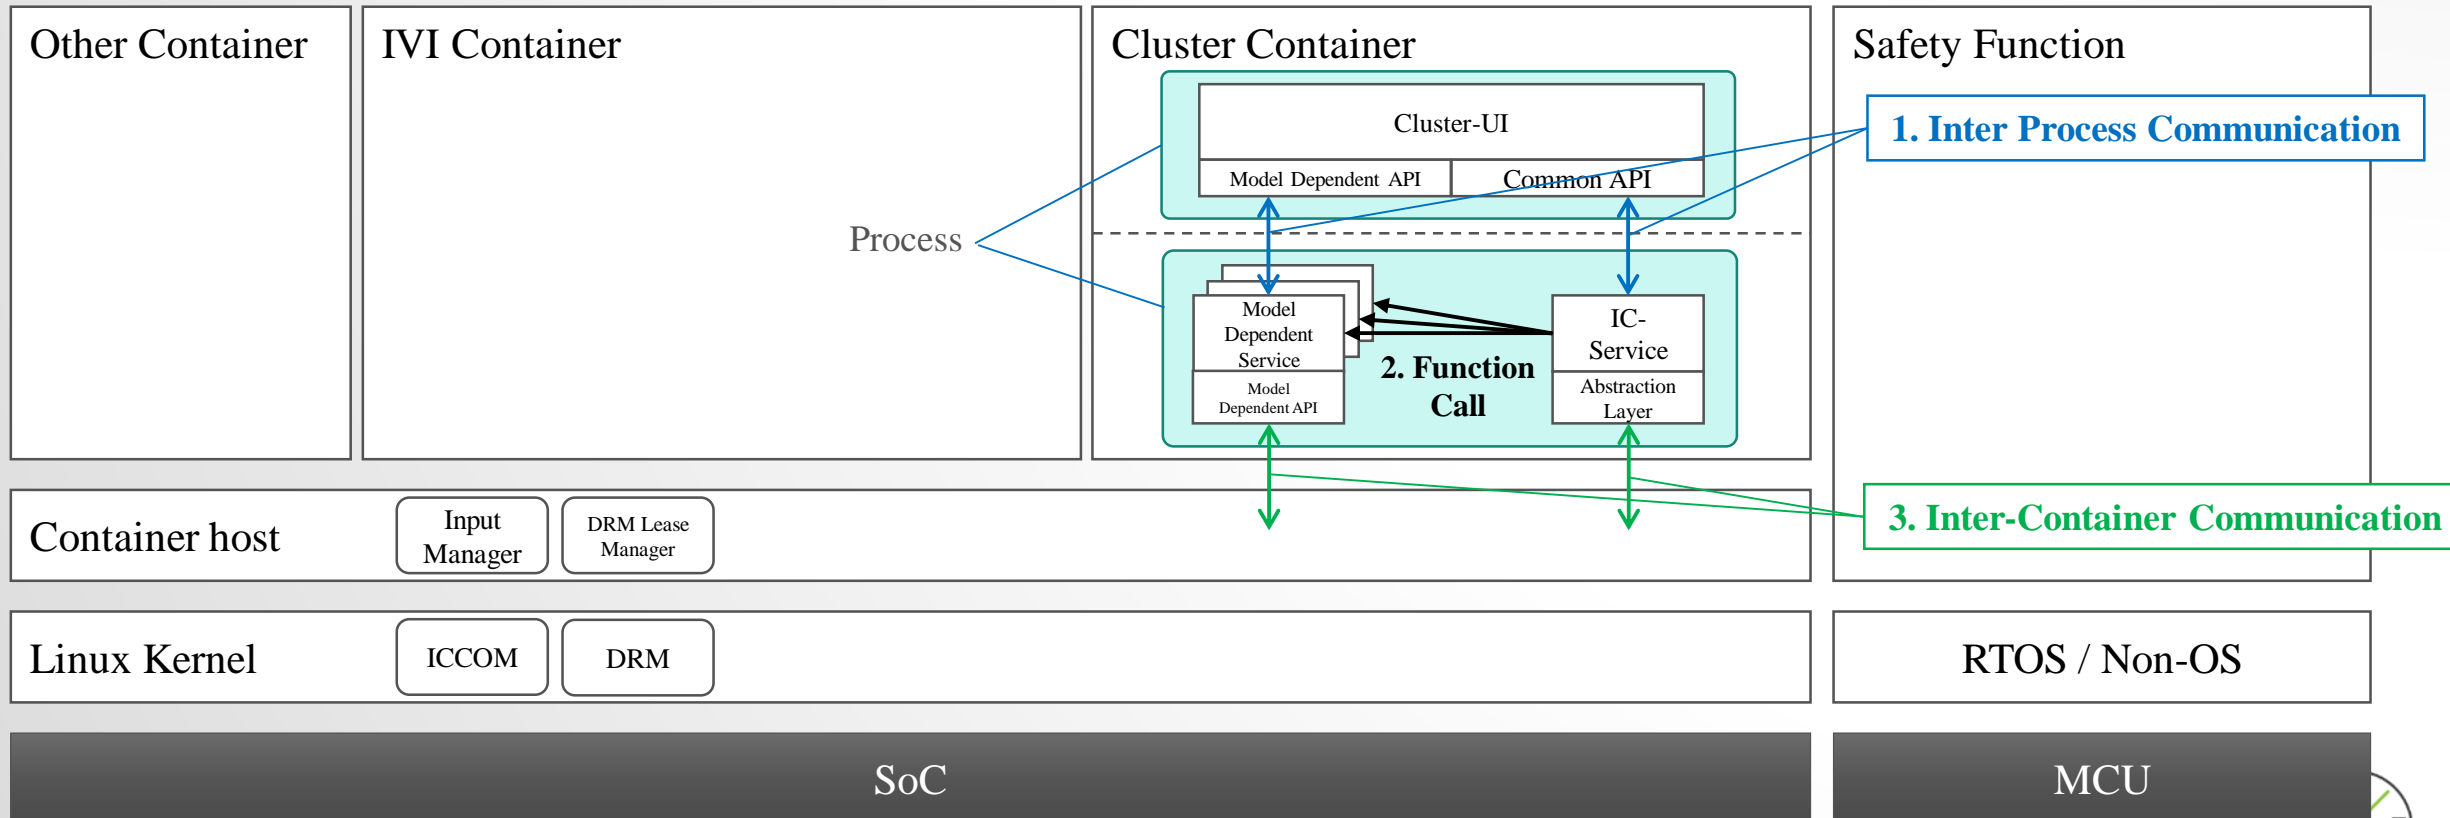 Other Container
IVI Container
Cluster Container
Safety Function
Cluster-UI
1. Inter Process Communication
Model Dependent API
Common API
Process
Model
Dependent
Service
IC-
Service
2. Function
Call
Model
Dependent API
Abstraction
Layer
Container host
Input
Manager
DRM Lease
Manager
3. Inter-Container Communication
Linux Kernel
ICCOM
DRM
RTOS / Non-OS
SoC
MCU